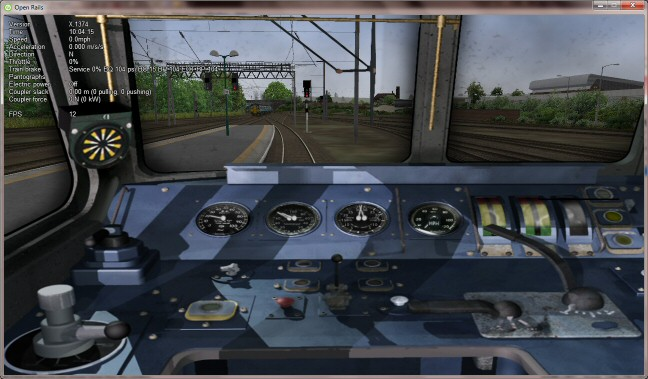 Open Rails
Version X.1374
Time 10:04:15
Speed 0.0mph
Acceleration 0.000 m/s/s
Direction N
Throttle 0%
Train brake Service 0% EQ 104 psi
Pantographs
Electric power Off
Coupler slack 0.00 m (0 pulling, 0 pushing)
Coupler force 0 N (0 kW)
FPS 12